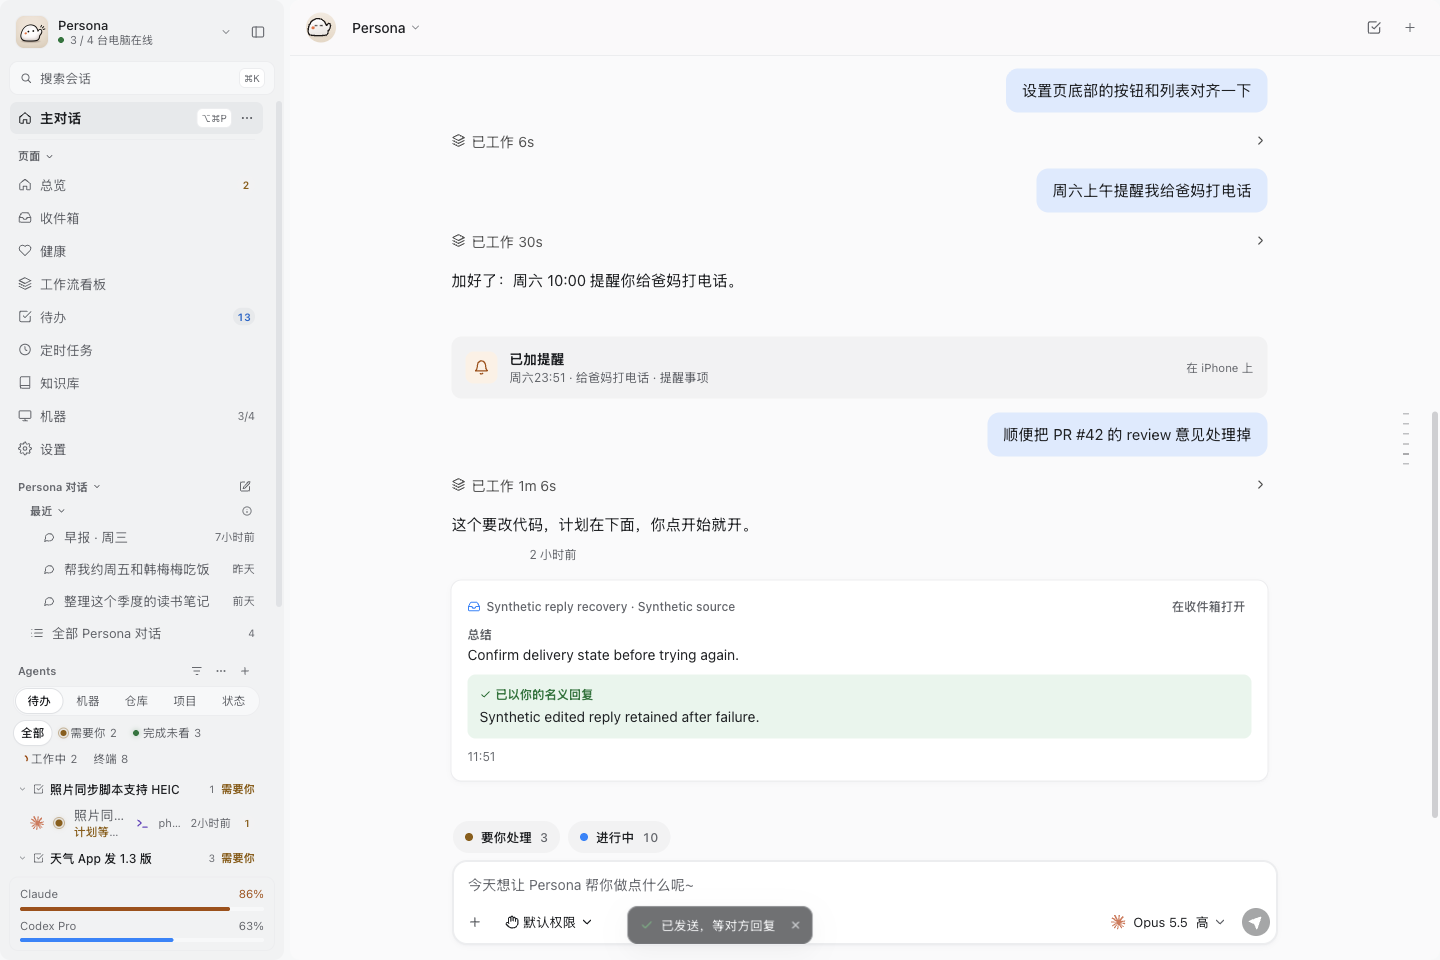 Persona
3 / 4 台电脑在线
搜索会话
⌘K
主对话
⌥⌘P
页面
总览
2
收件箱
健康
工作流看板
待办
13
定时任务
知识库
机器
3/4
设置
Persona 对话
最近
早报 · 周三
7小时前
帮我约周五和韩梅梅吃饭
昨天
整理这个季度的读书笔记
前天
全部 Persona 对话
4
Agents
待办
机器
仓库
项目
状态
全部
需要你 2
完成未看 3
工作中 2
终端 8
照片同步脚本支持 HEIC
1 需要你
照片同...
计划等...
ph...
2小时前
1
天气 App 发 1.3 版
3 需要你
Claude
86%
Codex Pro
63%
Persona
设置页底部的按钮和列表对齐一下
已工作 6s
周六上午提醒我给爸妈打电话
已工作 30s
加好了：周六 10:00 提醒你给爸妈打电话。
已加提醒
周六23:51 · 给爸妈打电话 · 提醒事项
在 iPhone 上
顺便把 PR #42 的 review 意见处理掉
已工作 1m 6s
这个要改代码，计划在下面，你点开始就开。
2 小时前
Synthetic reply recovery · Synthetic source
在收件箱打开
总结
Confirm delivery state before trying again.
已以你的名义回复
Synthetic edited reply retained after failure.
11:51
要你处理 3
进行中 10
今天想让 Persona 帮你做点什么呢~
默认权限
已发送，等对方回复
Opus 5.5 高